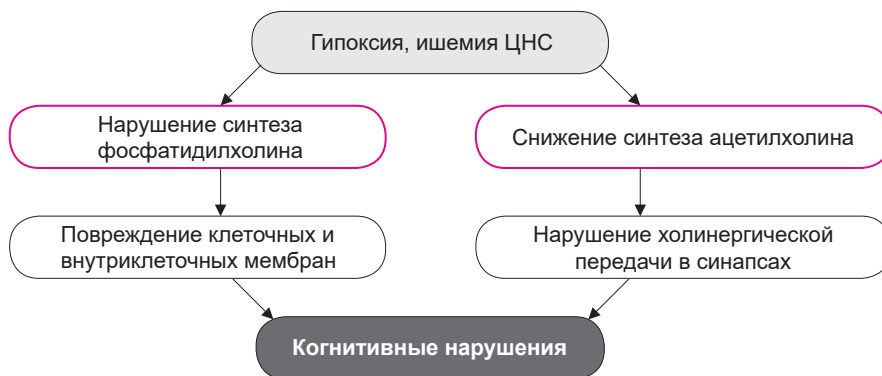 Гипоксия, ишемия ЦНС
Нарушение синтеза
фосфатидилхолина
Снижение синтеза ацетилхолина
Повреждение клеточных и
внутриклеточных мембран
Нарушение холинергической
передачи в синапсах
Когнитивные нарушения